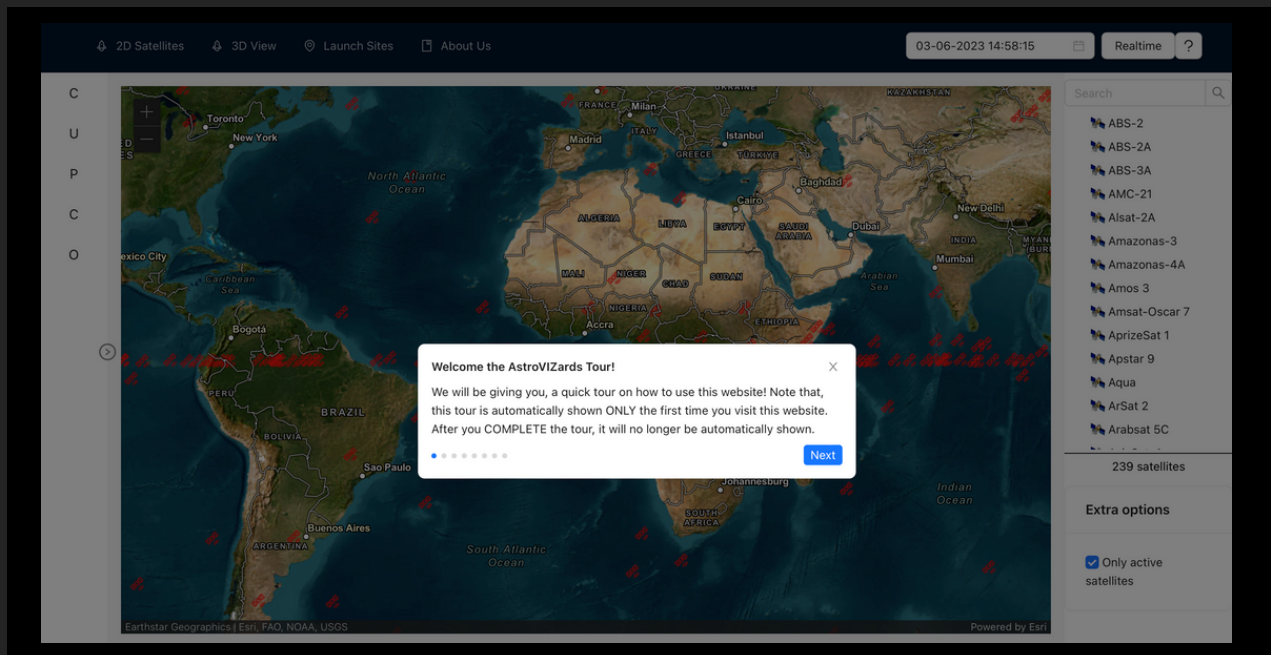 2D Satellites
3D View
Launch Sites
About Us
03-06-2023 14:58:15
Realtime
?
C
U
P
C
O
+
−
Toronto
New York
North Atlantic
Ocean
exico City
Caribbean
Sea
Bogotá
PERU
BRAZIL
BOLIVIA
Sao Paulo
Buenos Aires
ARGENTINA
South Atlantic
Ocean
FRANCE
Milan
UKRAINE
KAZAKHSTAN
Madrid
ITALY
Istanbul
GREECE
TÜRKIYE
Baghdad
Cairo
ALGERIA
LIBYA
EGYPT
SAUDI
ARABIA
Dubai
New Delhi
INDIA
MYAN
(BUR
Mumbai
Arabian
Sea
MALI
NIGER
CHAD
SUDAN
NIGERIA
ETHIOPIA
Accra
Johannesburg
SOUTH
AFRICA
Indian
Ocean
Welcome the AstroVIZards Tour!
We will be giving you, a quick tour on how to use this website! Note that,
this tour is automatically shown ONLY the first time you visit this website.
After you COMPLETE the tour, it will no longer be automatically shown.
Next
Earthstar Geographics | Esri, FAO, NOAA, USGS
Powered by Esri
Search
ABS-2
ABS-2A
ABS-3A
AMC-21
Alsat-2A
Amazonas-3
Amazonas-4A
Amos 3
Amsat-Oscar 7
AprizeSat 1
Apstar 9
Aqua
ArSat 2
Arabsat 5C
239 satellites
Extra options
Only active
satellites